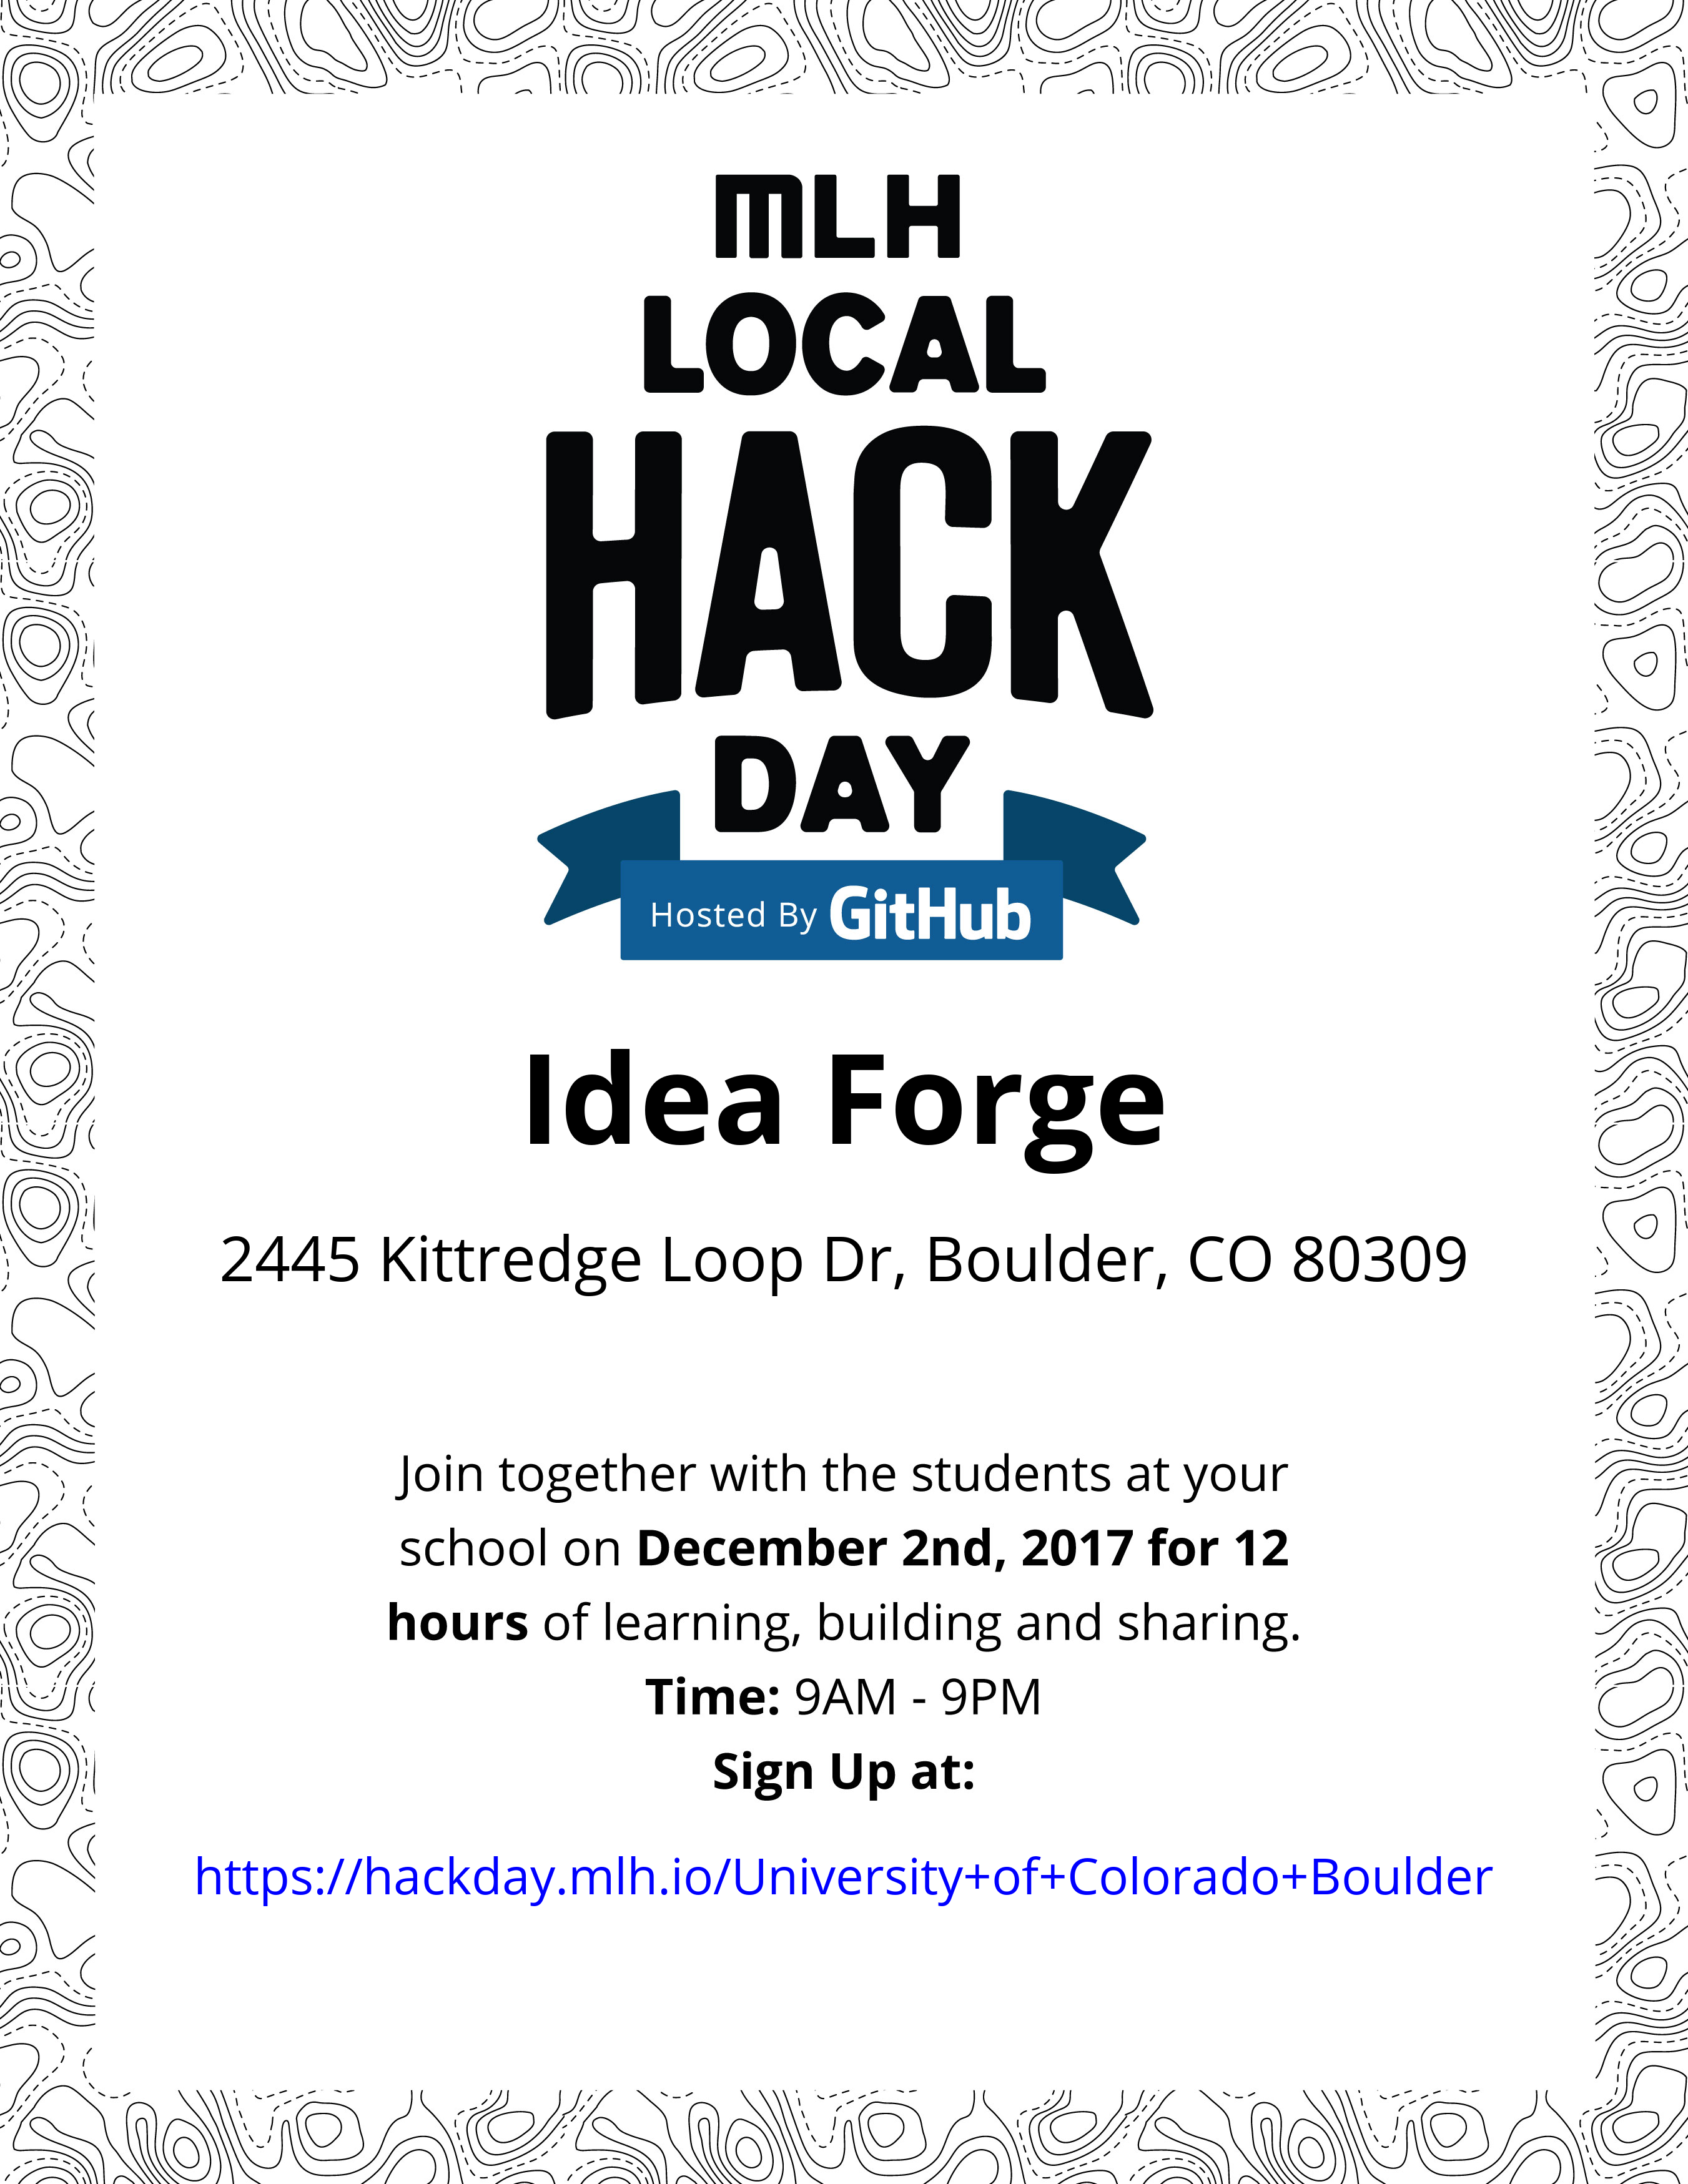 MLH
LOCAL
HACK
DAY
Hosted By GitHub
Idea Forge
2445 Kittredge Loop Dr, Boulder, CO 80309
Join together with the students at your
school on December 2nd, 2017 for 12
hours of learning, building and sharing.
Time: 9AM - 9PM
Sign Up at:
https://hackday.mlh.io/University+of+Colorado+Boulder